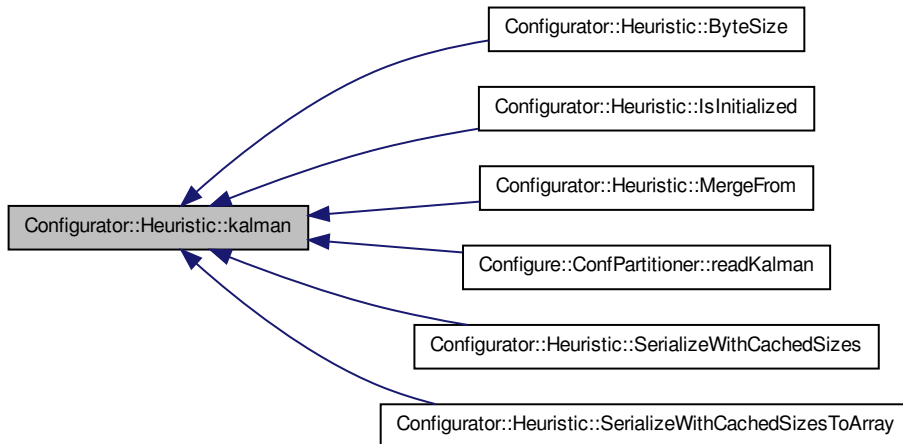 Configurator::Heuristic::ByteSize
Configurator::Heuristic::IsInitialized
Configurator::Heuristic::MergeFrom
Configurator::Heuristic::kalman
Configure::ConfPartitioner::readKalman
Configurator::Heuristic::SerializeWithCachedSizes
Configurator::Heuristic::SerializeWithCachedSizesToArray